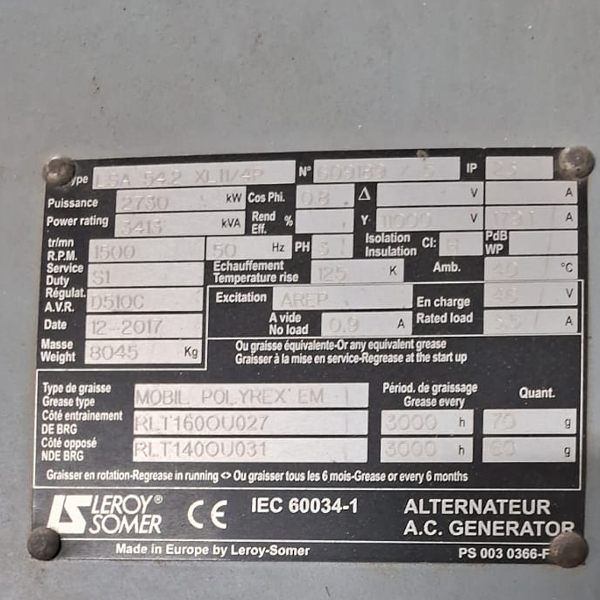 ype LSA 54.2 XL11/4P N° 609189 / 3 IP 23
Puissance 2730 kW Cos Phi. 0.8 Δ V A
Power rating 3413 kVA Rend Eff. % Y 11000 V A
tr/mn R.P.M. 1500 50 Hz PH 3 Isolation Insulation Cl: H PdB WP
Service Duty S1 Echauffement Temperature rise 125 K Amb. 40 °C
Régulat. A.V.R. D510C Excitation AREP En charge V
Date 12-2017 A vide No load 0.9 A Rated load A
Masse Weight 8045 Kg Ou graisse équivalente-Or any equivalent grease
Graisser à la mise en service-Regrease at the start up
Type de graisse Grease type MOBIL POLYREX EM Périod. de graissage Grease every Quant.
Côté entrainement DE BRG RLT160OU027 3000 h 70 g
Côté opposé NDE BRG RLT140OU031 3000 h g
Graisser en rotation-Regrease in running <> Ou graisser tous les 6 mois-Grease or every 6 months
LS LEROY® SOMER CE IEC 60034-1 ALTERNATEUR
A.C. GENERATOR
Made in Europe by Leroy-Somer PS 003 0366-F